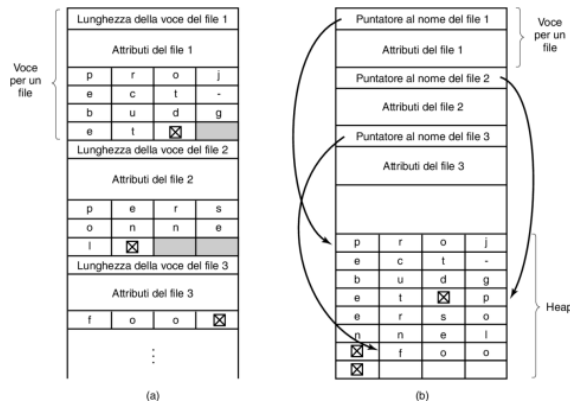 Lunghezza della voce del file 1
Attributi del file 1
Voce
per un
file
p r o j
e c t -
b u d g
e t
Lunghezza della voce del file 2
Attributi del file 2
p e r s
o n n e
l
Lunghezza della voce del file 3
Attributi del file 3
f o o
(a)
Puntatore al nome del file 1
Attributi del file 1
Voce
per un
file
Puntatore al nome del file 2
Attributi del file 2
Puntatore al nome del file 3
Attributi del file 3
p r o j
e c t -
b u d g
e t p
e r s o
n n e l
f o o
Heap
(b)